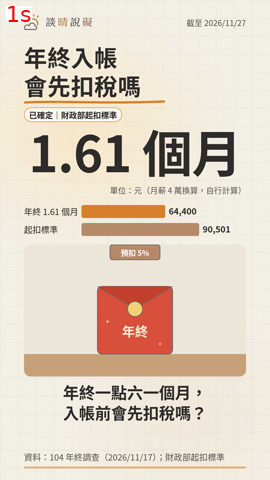 1s
談晴說礙
截至 2026/11/27
年終入帳
會先扣稅嗎
已確定｜財政部起扣標準
1.61 個月
單位：元（月薪 4 萬換算，自行計算）
年終 1.61 個月 64,400
起扣標準 90,501
預扣 5%
年終
年終一點六一個月，
入帳前會先扣稅嗎？
資料：104 年終調查（2026/11/17）；財政部起扣標準